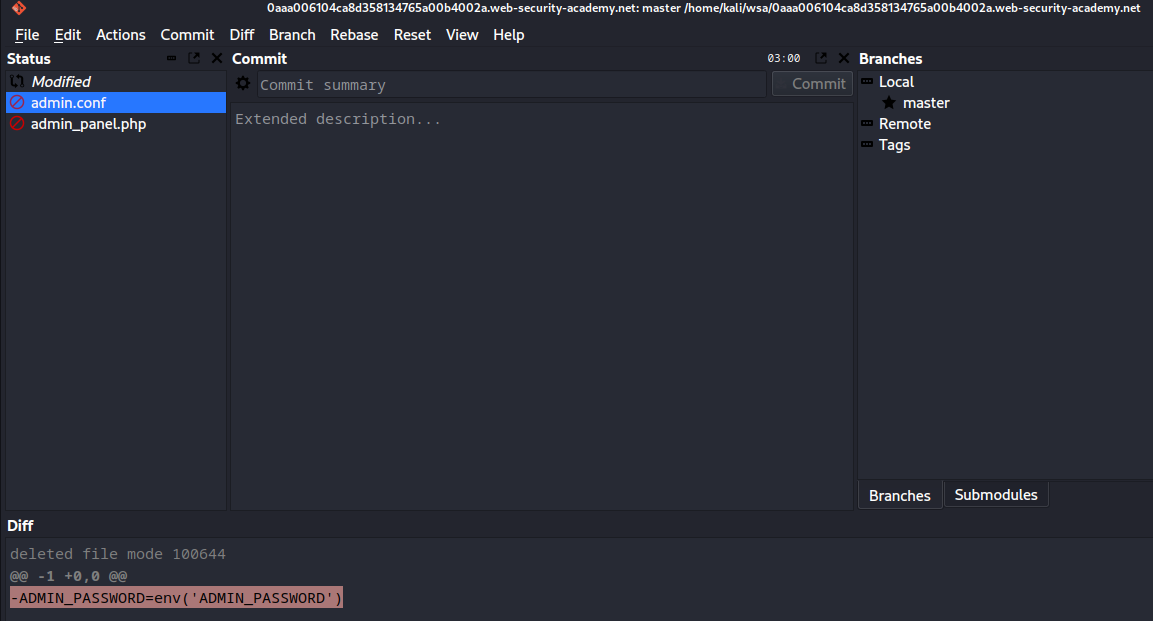 0aaa006104ca8d358134765a00b4002a.web-security-academy.net: master /home/kali/wsa/0aaa006104ca8d358134765a00b4002a.web-security-academy.net
File Edit Actions Commit Diff Branch Rebase Reset View Help
Status
Modified
admin.conf
admin_panel.php
Commit 03:00
Commit summary Commit
Extended description...
Branches
Local
master
Remote
Tags
Branches Submodules
Diff
deleted file mode 100644
@@ -1 +0,0 @@
-ADMIN_PASSWORD=env('ADMIN_PASSWORD')